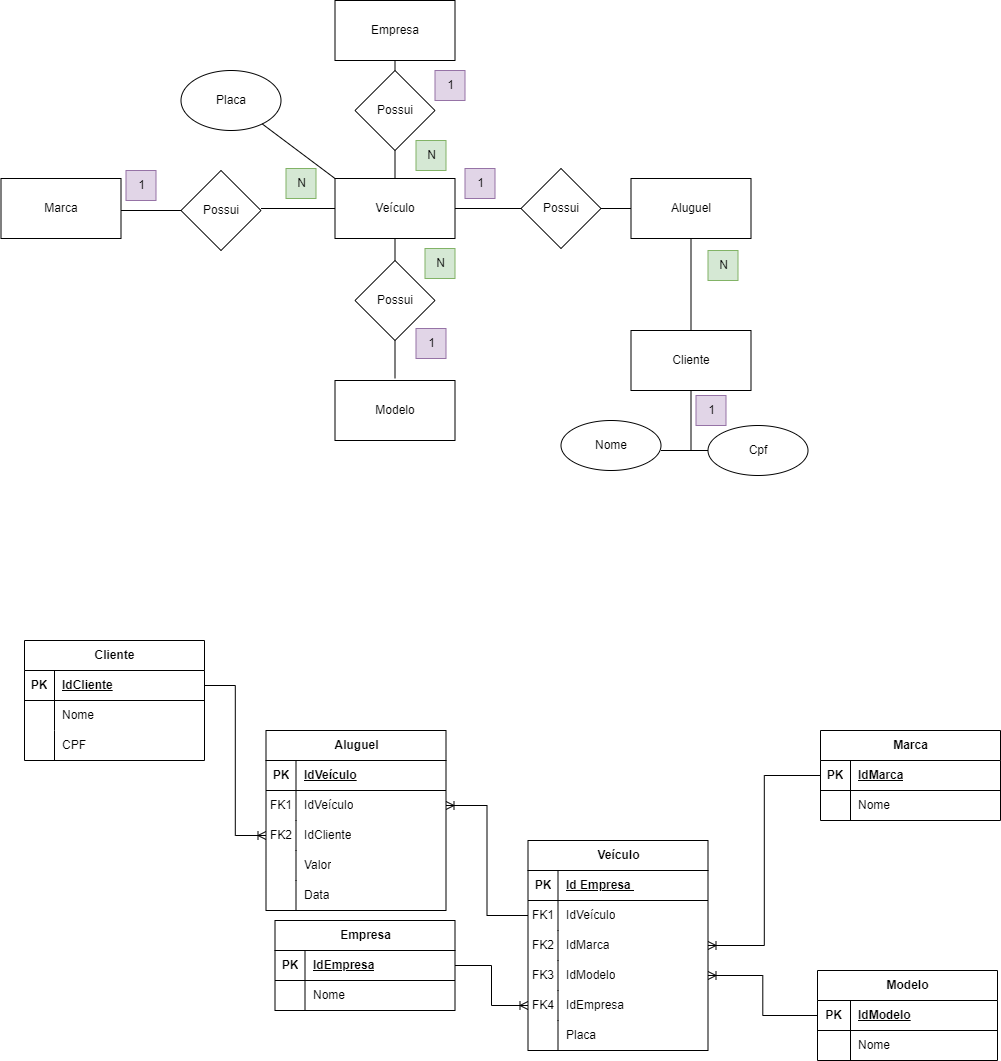 Empresa
1
Possui
Placa
N
1
N
1
Marca
Possui
Veículo
Possui
Aluguel
N
N
Possui
1
Cliente
Modelo
1
Nome
Cpf
Cliente
PK IdCliente
Nome
CPF
Aluguel
PK IdVeículo
FK1 IdVeículo
FK2 IdCliente
Valor
Data
Marca
PK IdMarca
Nome
Veículo
PK Id Empresa
FK1 IdVeículo
FK2 IdMarca
FK3 IdModelo
FK4 IdEmpresa
Placa
Empresa
PK IdEmpresa
Nome
Modelo
PK IdModelo
Nome